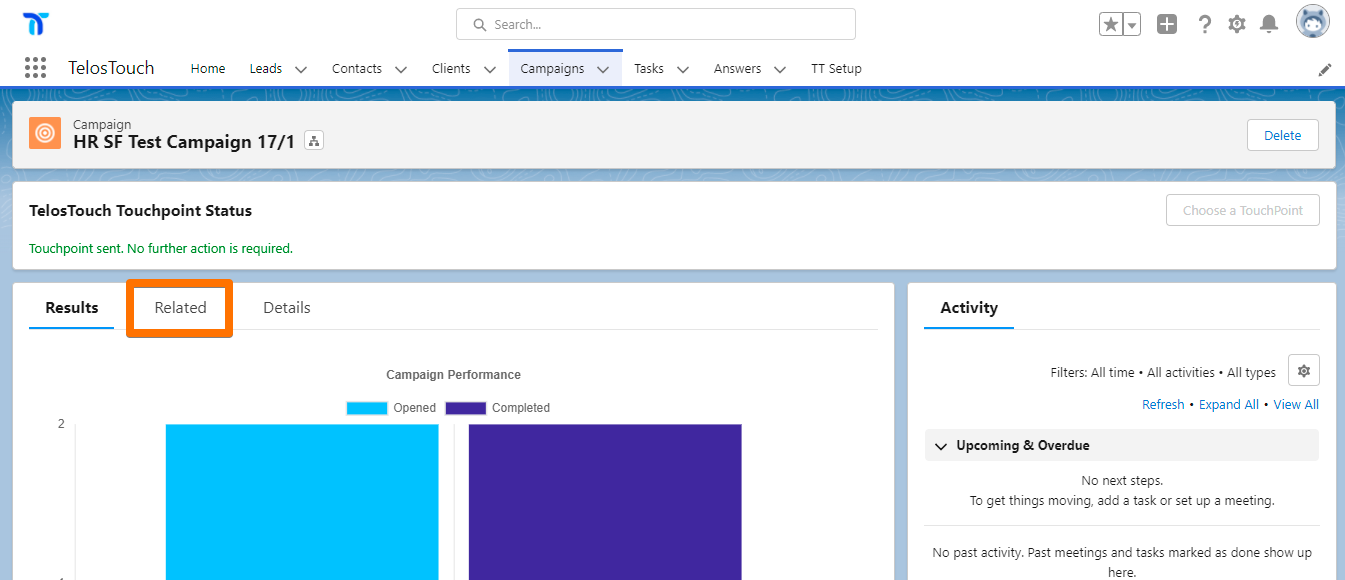 Search...
TelosTouch
Home
Leads
Contacts
Clients
Campaigns
Tasks
Answers
TT Setup
Campaign
HR SF Test Campaign 17/1
Delete
TelosTouch Touchpoint Status
Choose a TouchPoint
Touchpoint sent. No further action is required.
Results
Related
Details
Campaign Performance
Opened
Completed
2
Activity
Filters: All time • All activities • All types
Refresh • Expand All • View All
Upcoming & Overdue
No next steps.
To get things moving, add a task or set up a meeting.
No past activity. Past meetings and tasks marked as done show up
here.